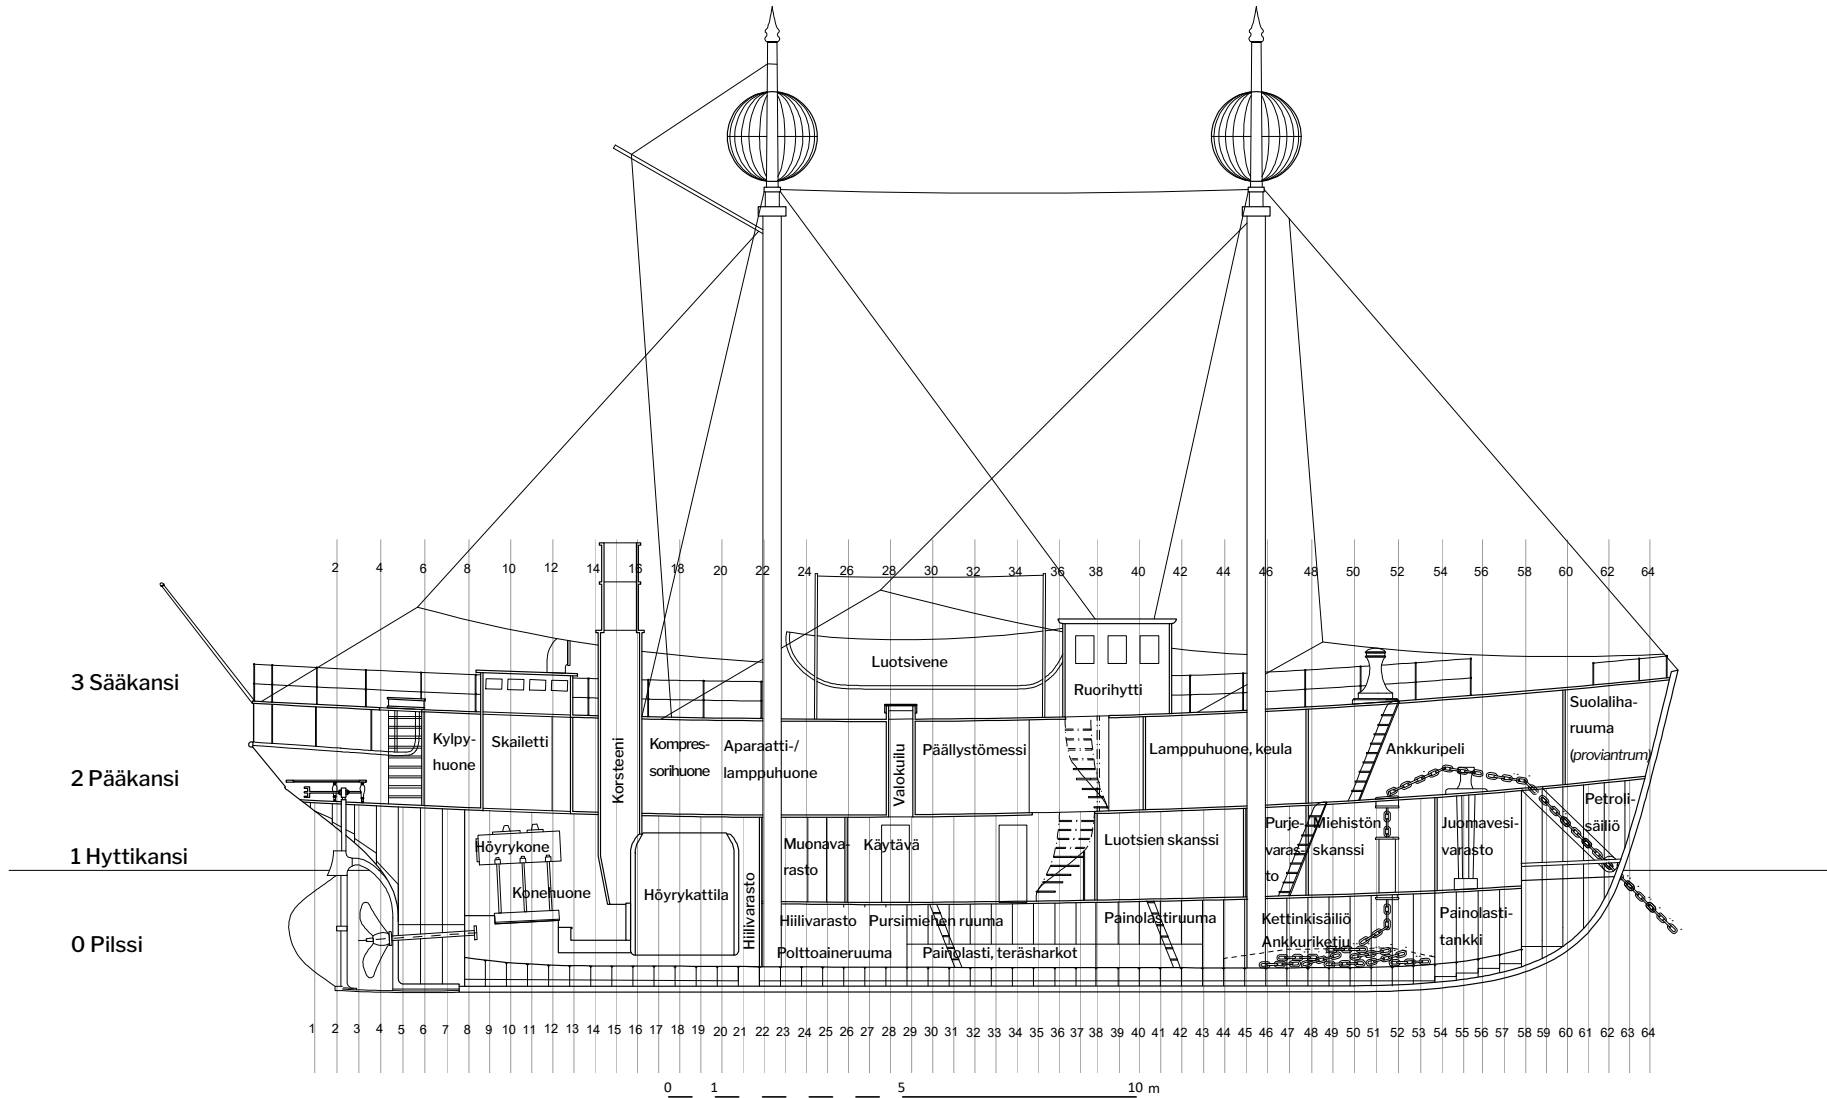 2 4 6 8 10 12 14 16 18 20 22 24 26 28 30 32 34 36 38 40 42 44 46 48 50 52 54 56 58 60 62 64
3 Sääkansi
Luotsivene
Ruorihytti
Suolaliha-
ruuma
(proviantrum)
2 Pääkansi
Kylpy-
huone
Skailetti
Korsteeni
Kompres-
sorihuone
Aparaatti-/
lamppuhuone
Valokuilu
Päällystömessi
Lamppuhuone, keula
Ankkuripeli
Petroli-
säiliö
1 Hyttikansi
Höyrykone
Konehuone
Höyrykattila
Hiilivarasto
Muonava-
rasto
Käytävä
Luotsien skanssi
Purje-
varas-
to
Miehistön
skanssi
Juomavesi-
varasto
0 Pilssi
Hiilivarasto
Polttoaineruuma
Pursimiehen ruuma
Painolasti, teräsharkot
Painolastiruuma
Kettinkisäiliö
Ankkuriketju
Painolasti-
tankki
1 2 3 4 5 6 7 8 9 10 11 12 13 14 15 16 17 18 19 20 21 22 23 24 25 26 27 28 29 30 31 32 33 34 35 36 37 38 39 40 41 42 43 44 45 46 47 48 49 50 51 52 53 54 55 56 57 58 59 60 61 62 63 64
0 1 5 10 m